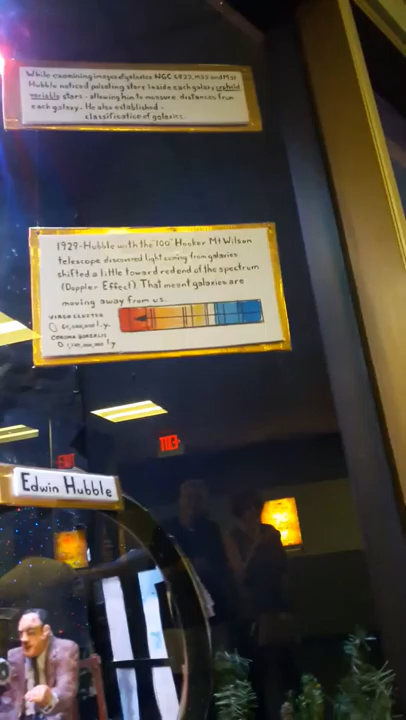 While examining images of galaxies NGC 6822, M33 and M31
Hubble noticed pulsating stars inside each galaxy cepheid
variable stars - allowing him to measure distances from
each galaxy. He also established -
classification of galaxies.
1929-Hubble with the 100" Hooker Mt Wilson
telescope discovered light coming from galaxies
shifted a little toward red end of the spectrum
(Doppler Effect) That meant galaxies are
moving away from us.
VIRGO CLUSTER
l.y.
CORONA BOREALIS
l.y
EXIT
Edwin Hubble